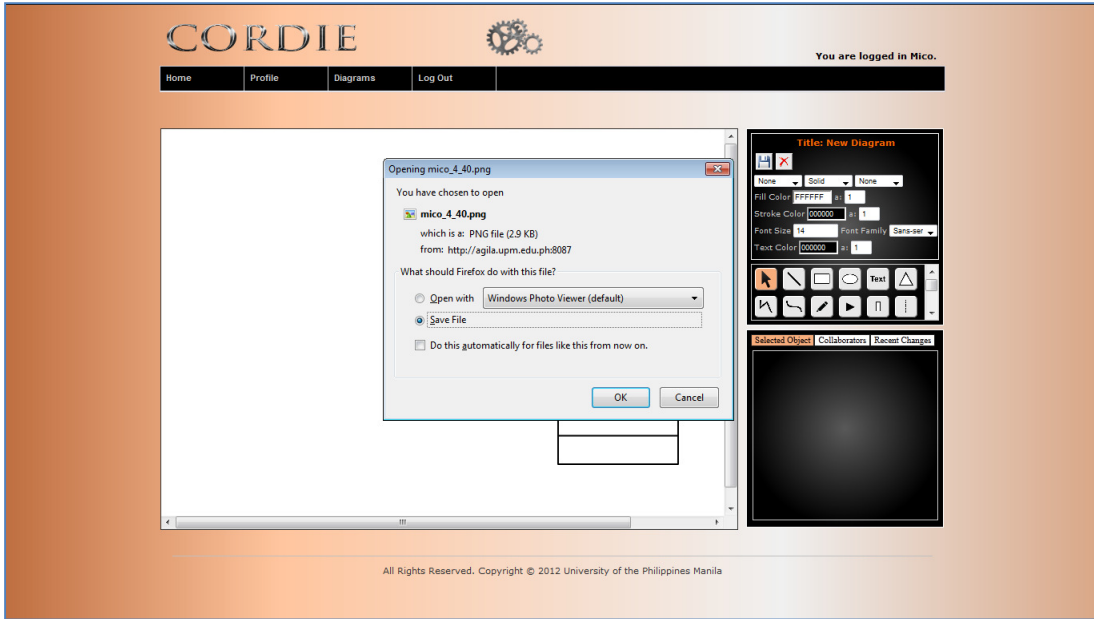 CORDIE
You are logged in Mico.
Home Profile Diagrams Log Out
Opening mico_4_40.png
You have chosen to open
mico_4_40.png
which is a: PNG file (2.9 KB)
from: http://agila.upm.edu.ph:8087
What should Firefox do with this file?
Open with Windows Photo Viewer (default)
Save File
Do this automatically for files like this from now on.
OK Cancel
Title: New Diagram
None Solid None
Fill Color FFFFFF a: 1
Stroke Color 000000 a: 1
Font Size 14 Font Family Sans-ser
Text Color 000000 a: 1
Text
Selected Object Collaborators Recent Changes
All Rights Reserved. Copyright © 2012 University of the Philippines Manila